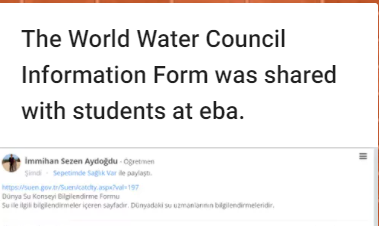 The World Water Council
Information Form was shared
with students at eba.
İmmihan Sezen Aydoğdu - Öğretmen
Şimdi · Sepetimde Sağlık Var ile paylaştı.
https://suen.gov.tr/Suen/catdty.aspx?val=197
Dünya Su Konseyi Bilgilendirme Formu
Su ile ilgili bilgilendirmeler içeren sayfadır. Dünyadaki su uzmanlarının bilgilendirmeleridir.